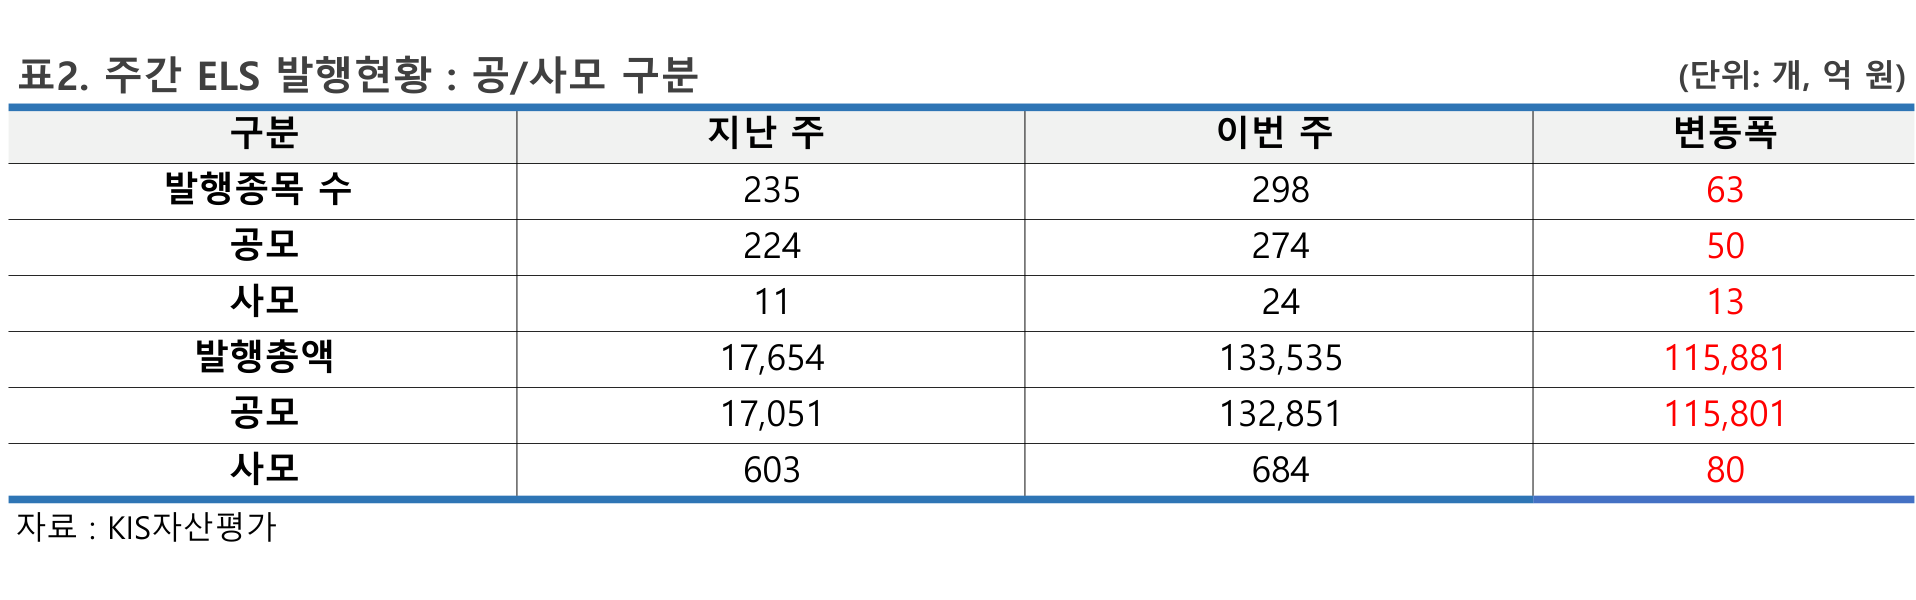 표2. 주간 ELS 발행현황 : 공/사모 구분 (단위: 개, 억 원)
구분 지난 주 이번 주 변동폭
발행종목 수 235 298 63
공모 224 274 50
사모 11 24 13
발행총액 17,654 133,535 115,881
공모 17,051 132,851 115,801
사모 603 684 80
자료 : KIS자산평가